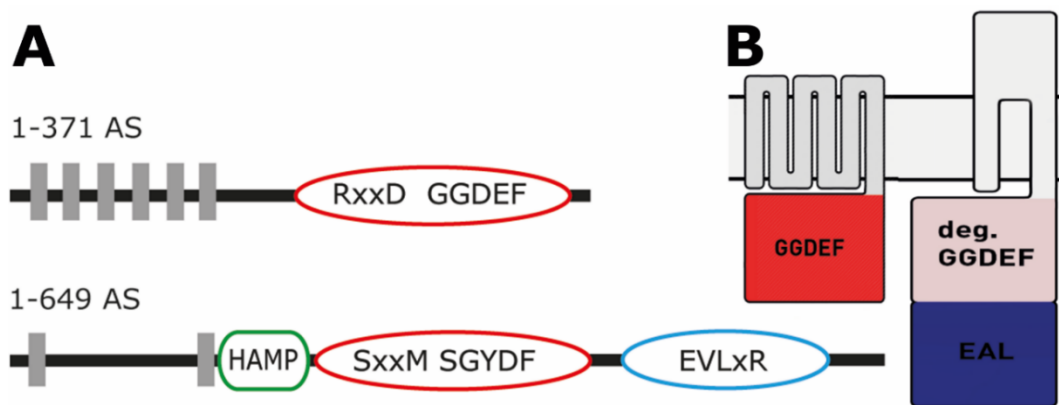 A
1-371 AS
RxxD GGDEF
1-649 AS
HAMP
SxxM SGYDF
EVLxR
B
GGDEF
deg.
GGDEF
EAL